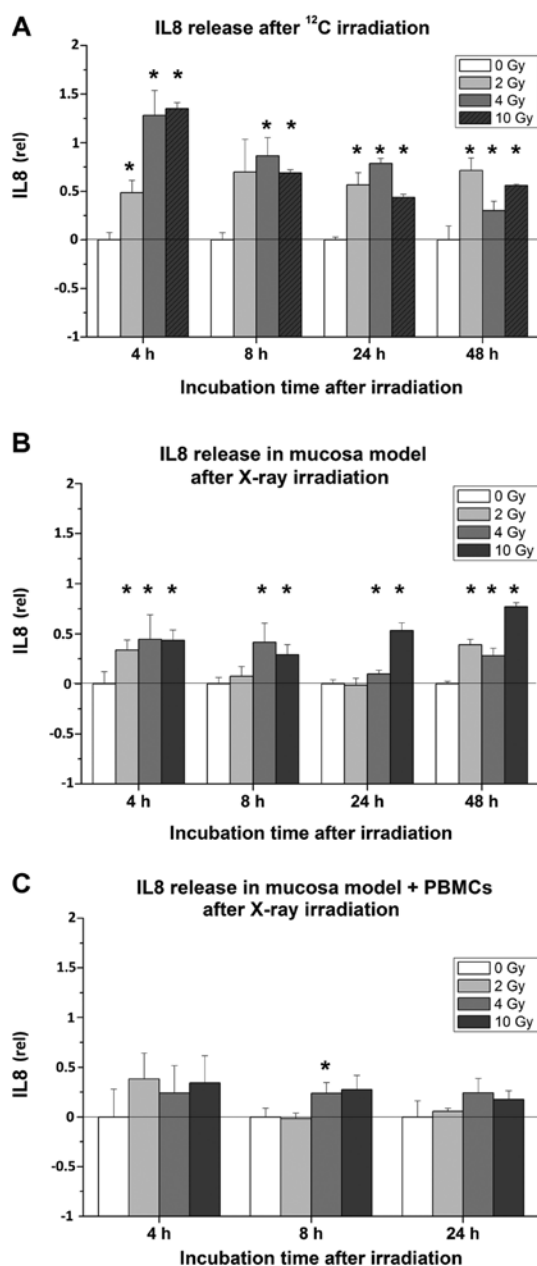 A
IL8 release after ¹²C irradiation
0 Gy
2 Gy
4 Gy
10 Gy
IL8 (rel)
2
1.5
1
0.5
0
-0.5
-1
* * * * * * * * * * *
4 h 8 h 24 h 48 h
Incubation time after irradiation
B
IL8 release in mucosa model
after X-ray irradiation
0 Gy
2 Gy
4 Gy
10 Gy
IL8 (rel)
2
1.5
1
0.5
0
-0.5
-1
* * * * * * * * * *
4 h 8 h 24 h 48 h
Incubation time after irradiation
C
IL8 release in mucosa model + PBMCs
after X-ray irradiation
0 Gy
2 Gy
4 Gy
10 Gy
IL8 (rel)
2
1.5
1
0.5
0
-0.5
-1
*
4 h 8 h 24 h
Incubation time after irradiation